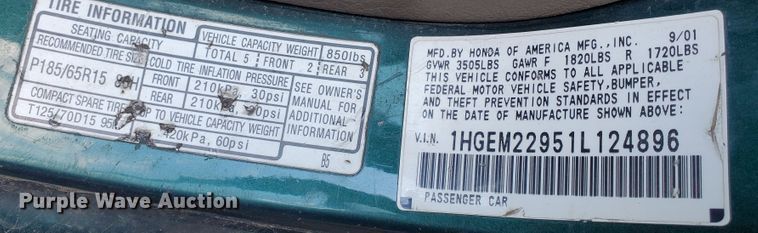 TIRE INFORMATION
SEATING CAPACITY
VEHICLE CAPACITY WEIGHT 850lbs
TOTAL 5 FRONT 2 REAR 3
RECOMMENDED TIRE SIZE
COLD TIRE INFLATION PRESSURE
P185/65R15
FRONT 210kPa, 30psi
REAR 210kPa, 30psi
SEE OWNER'S
MANUAL FOR
ADDITIONAL
INFORMATION
COMPACT SPARE TIRE UP TO VEHICLE CAPACITY WEIGHT
T125/70D15 420kPa, 60psi
B5
MFD.BY HONDA OF AMERICA MFG., INC. 9/01
GVWR 3505LBS GAWR F 1820LBS R 1720LBS
THIS VEHICLE CONFORMS TO ALL APPLICABLE
FEDERAL MOTOR VEHICLE SAFETY,BUMPER,
AND THEFT PREVENTION STANDARDS IN EFFECT
ON THE DATE OF MANUFACTURE SHOWN ABOVE:
V.I.N. 1HGEM22951L124896
PASSENGER CAR
Purple Wave Auction